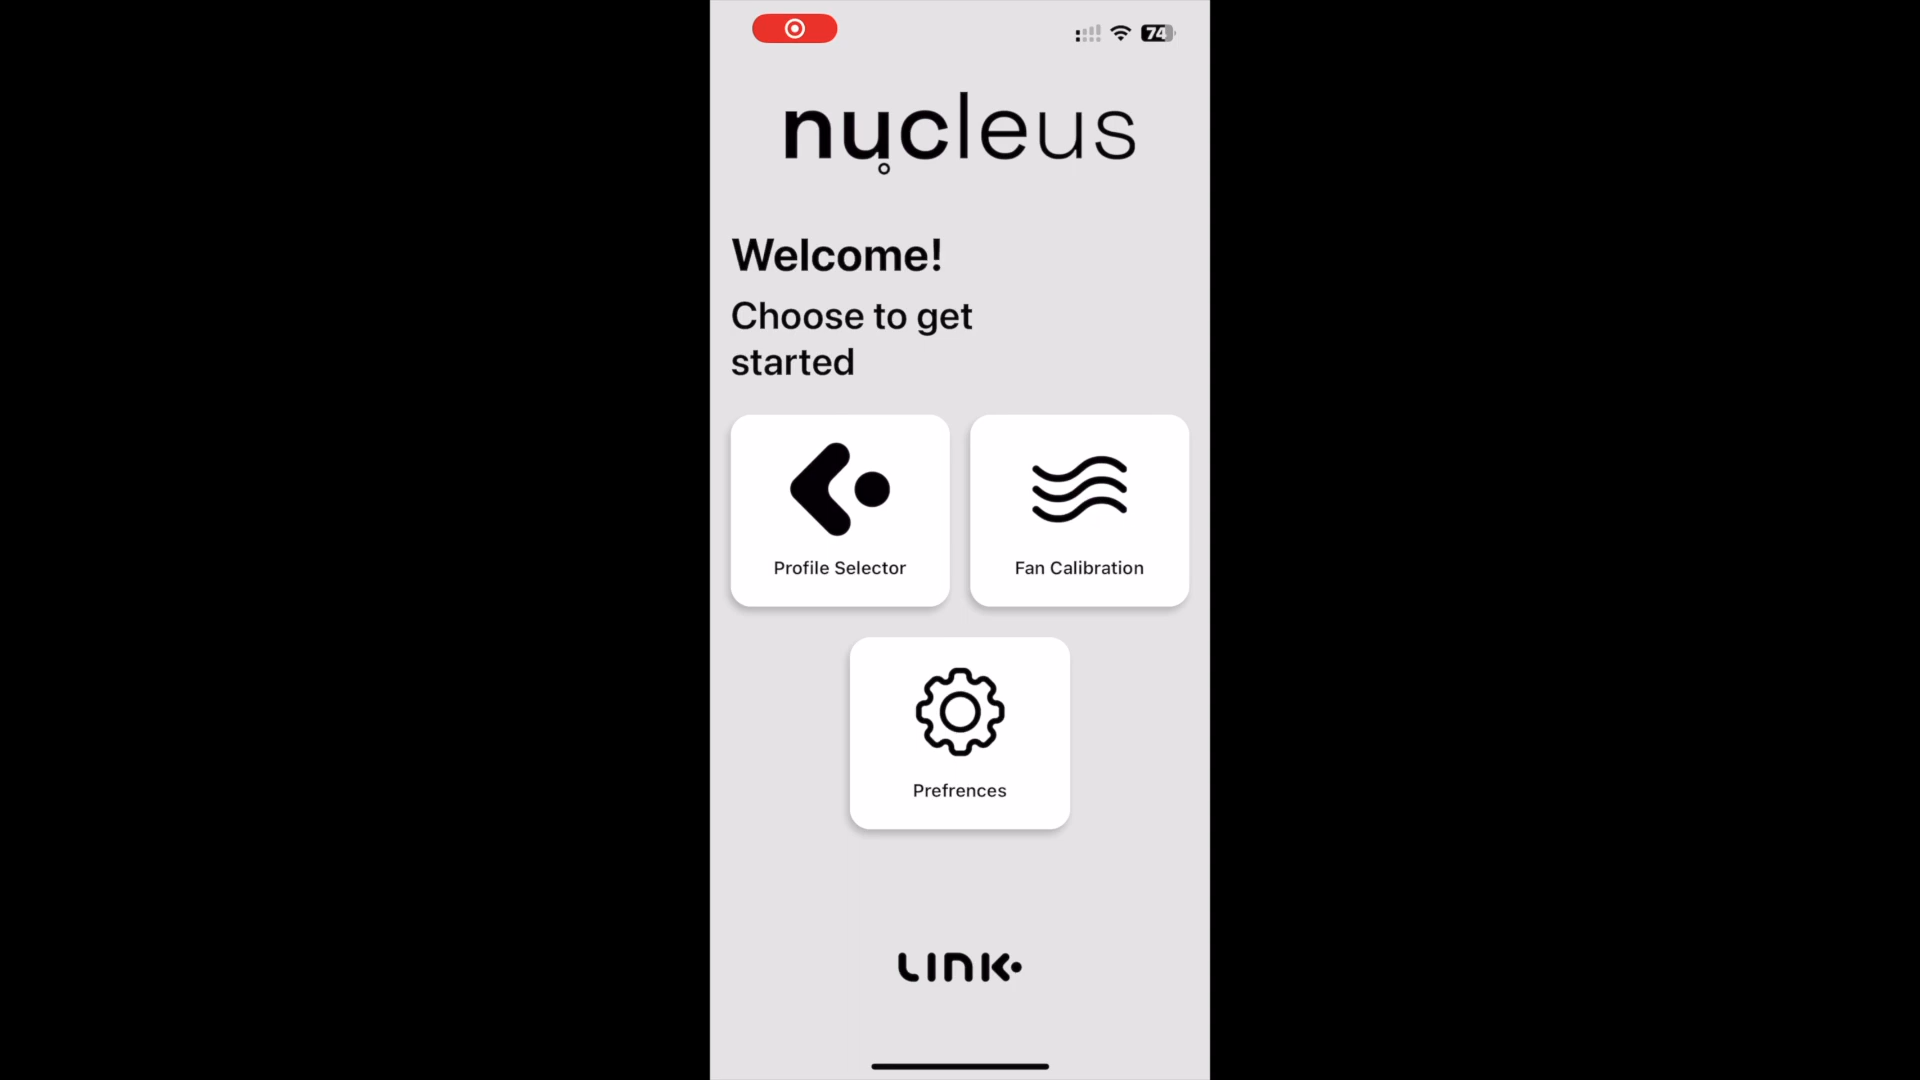 74
nucleus
Welcome!
Choose to get
started
Profile Selector
Fan Calibration
Prefrences
LINK